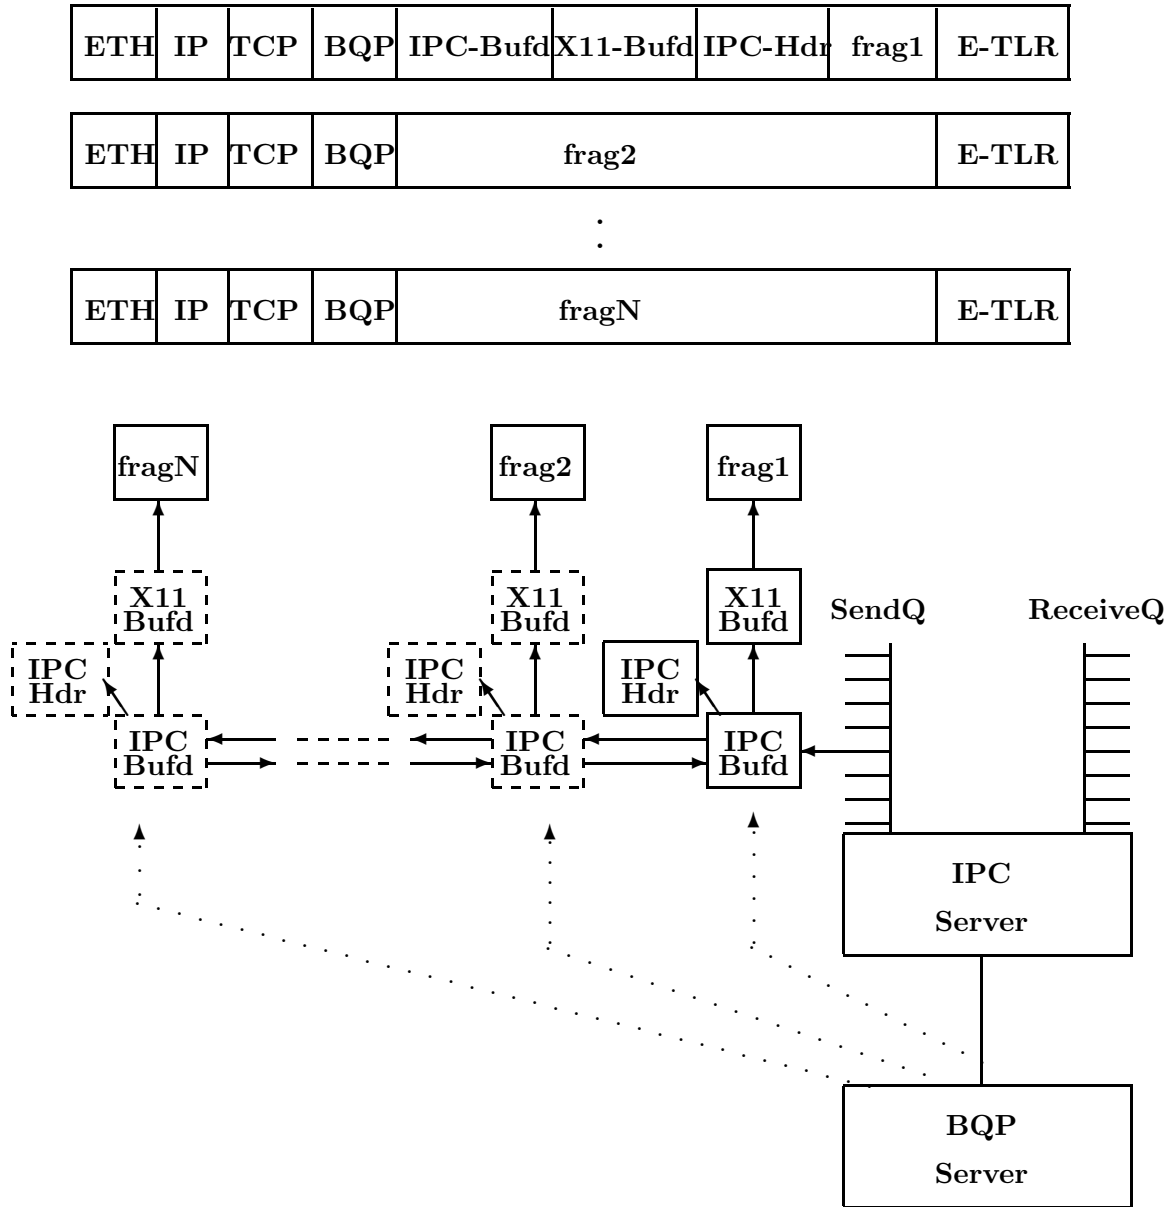 ETH IP TCP BQP IPC-Bufd X11-Bufd IPC-Hdr frag1 E-TLR
ETH IP TCP BQP frag2 E-TLR
.
.
ETH IP TCP BQP fragN E-TLR
fragN frag2 frag1
X11 X11 X11 SendQ ReceiveQ
Bufd Bufd Bufd
IPC IPC IPC
Hdr Hdr Hdr
IPC IPC IPC
Bufd Bufd Bufd
IPC
Server
BQP
Server